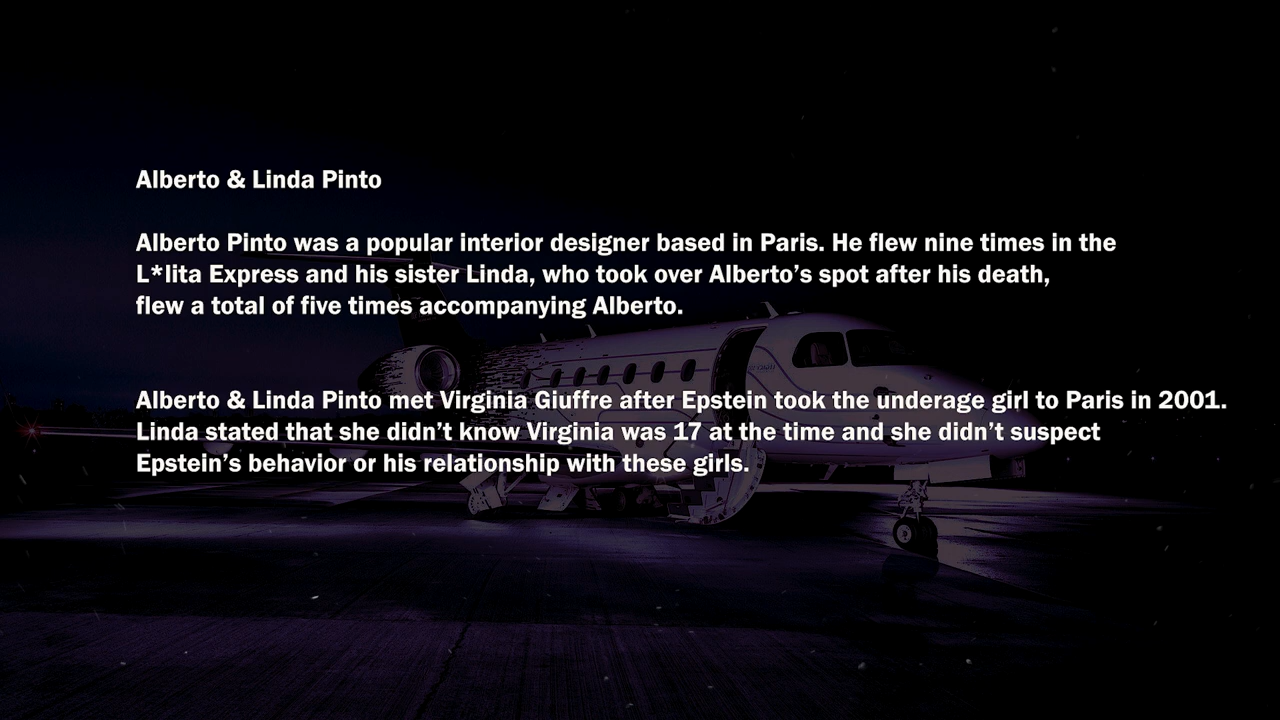 Alberto & Linda Pinto
Alberto Pinto was a popular interior designer based in Paris. He flew nine times in the
L*lita Express and his sister Linda, who took over Alberto’s spot after his death,
flew a total of five times accompanying Alberto.
Alberto & Linda Pinto met Virginia Giuffre after Epstein took the underage girl to Paris in 2001.
Linda stated that she didn’t know Virginia was 17 at the time and she didn’t suspect
Epstein’s behavior or his relationship with these girls.